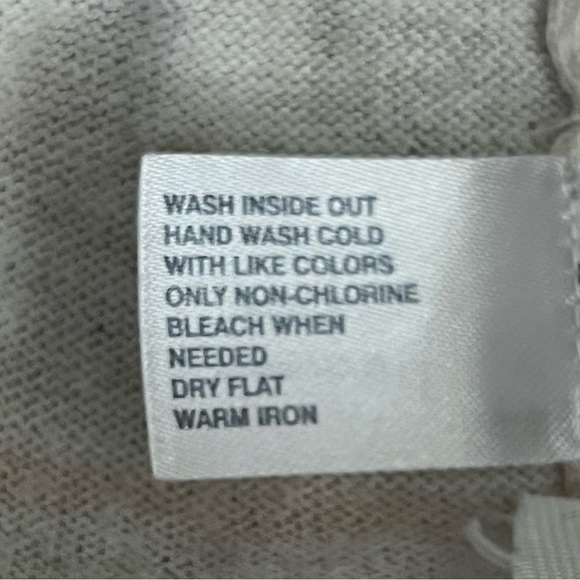 WASH INSIDE OUT
HAND WASH COLD
WITH LIKE COLORS
ONLY NON-CHLORINE
BLEACH WHEN
NEEDED
DRY FLAT
WARM IRON